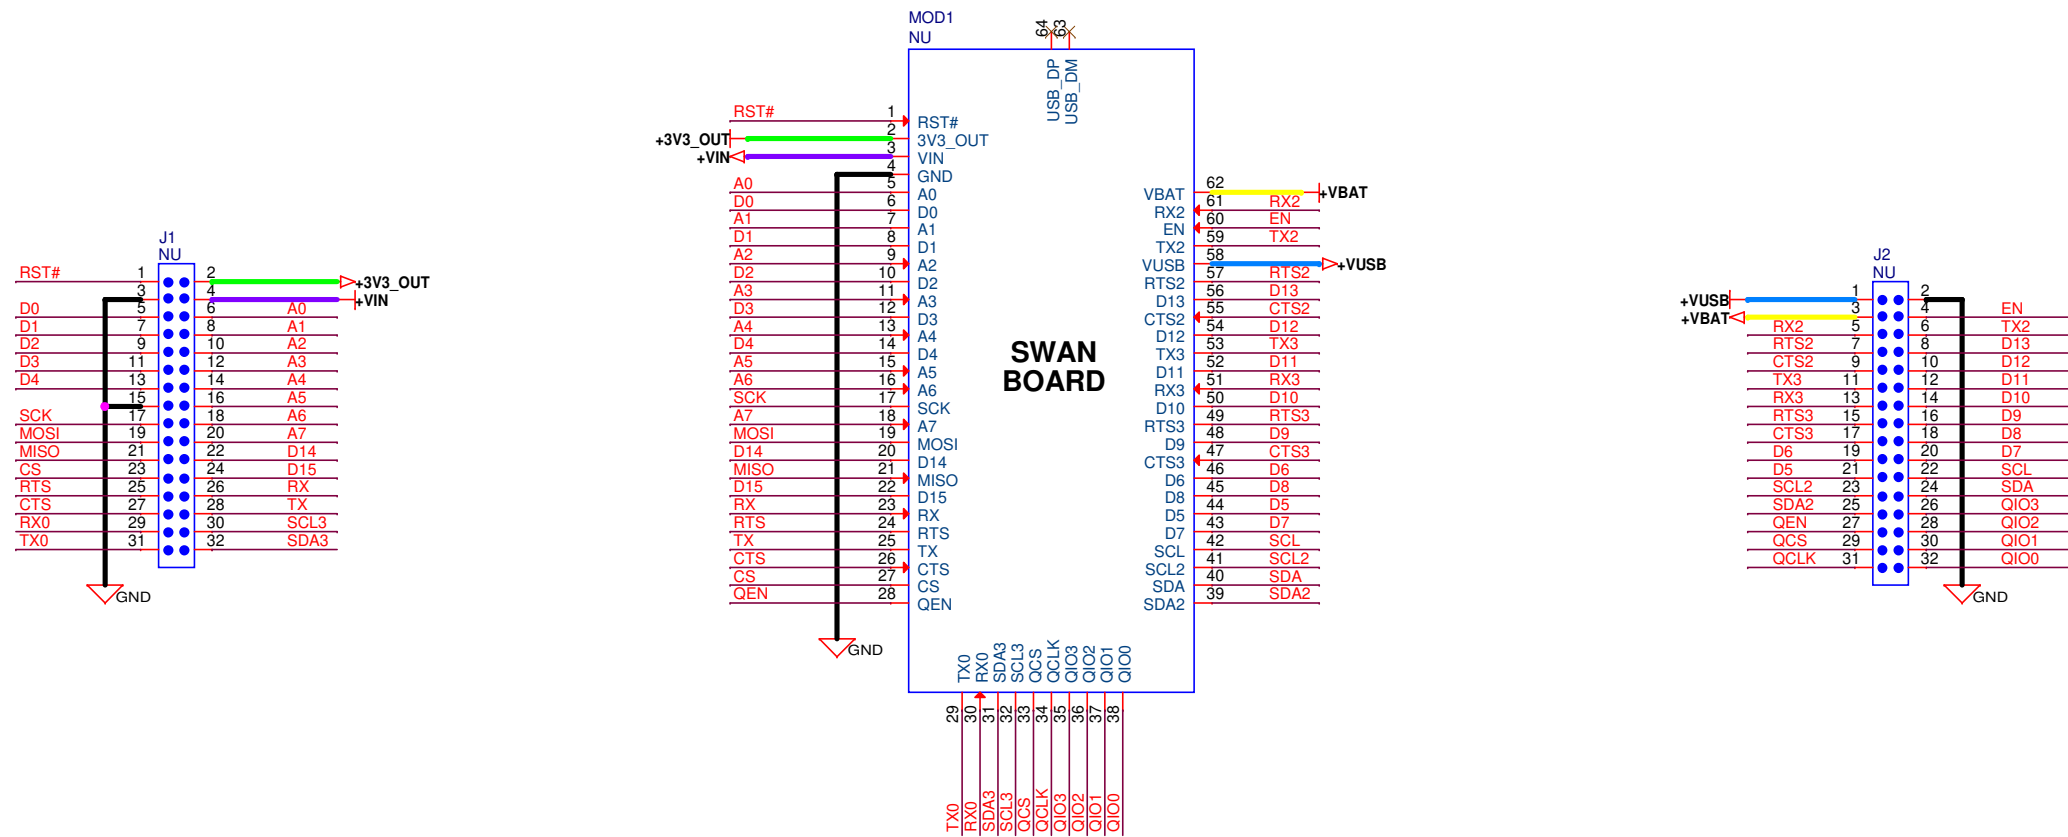 MOD1
NU
64 63
USB_DP USB_DM
RST# 1 RST#
+3V3_OUT 2 3V3_OUT
+VIN 3 VIN
4 GND
A0 5 A0
D0 6 D0
A1 7 A1
D1 8 D1
A2 9 A2
D2 10 D2
A3 11 A3
D3 12 D3
A4 13 A4
D4 14 D4
A5 15 A5
A6 16 A6
SCK 17 SCK
A7 18 A7
MOSI 19 MOSI
D14 20 D14
MISO 21 MISO
D15 22 D15
RX 23 RX
RTS 24 RTS
TX 25 TX
CTS 26 CTS
CS 27 CS
QEN 28 QEN
GND
SWAN
BOARD
VBAT 62 +VBAT
RX2 61 RX2
EN 60 EN
TX2 59 TX2
VUSB 58 +VUSB
RTS2 57 RTS2
D13 56 D13
CTS2 55 CTS2
D12 54 D12
TX3 53 TX3
D11 52 D11
RX3 51 RX3
D10 50 D10
RTS3 49 RTS3
D9 48 D9
CTS3 47 CTS3
D6 46 D6
D8 45 D8
D5 44 D5
D7 43 D7
SCL 42 SCL
SCL2 41 SCL2
SDA 40 SDA
SDA2 39 SDA2
TX0 RX0 SDA3 SCL3 QCS QCLK QIO3 QIO2 QIO1 QIO0
29 30 31 32 33 34 35 36 37 38
TX0 RX0 SDA3 SCL3 QCS QCLK QIO3 QIO2 QIO1 QIO0
J1
NU
RST# 1 2 +3V3_OUT
3 4 +VIN
D0 5 6 A0
D1 7 8 A1
D2 9 10 A2
D3 11 12 A3
D4 13 14 A4
15 16 A5
SCK 17 18 A6
MOSI 19 20 A7
MISO 21 22 D14
CS 23 24 D15
RTS 25 26 RX
CTS 27 28 TX
RX0 29 30 SCL3
TX0 31 32 SDA3
GND
J2
NU
+VUSB 1 2
+VBAT 3 4 EN
RX2 5 6 TX2
RTS2 7 8 D13
CTS2 9 10 D12
TX3 11 12 D11
RX3 13 14 D10
RTS3 15 16 D9
CTS3 17 18 D8
D6 19 20 D7
D5 21 22 SCL
SCL2 23 24 SDA
SDA2 25 26 QIO3
QEN 27 28 QIO2
QCS 29 30 QIO1
QCLK 31 32 QIO0
GND